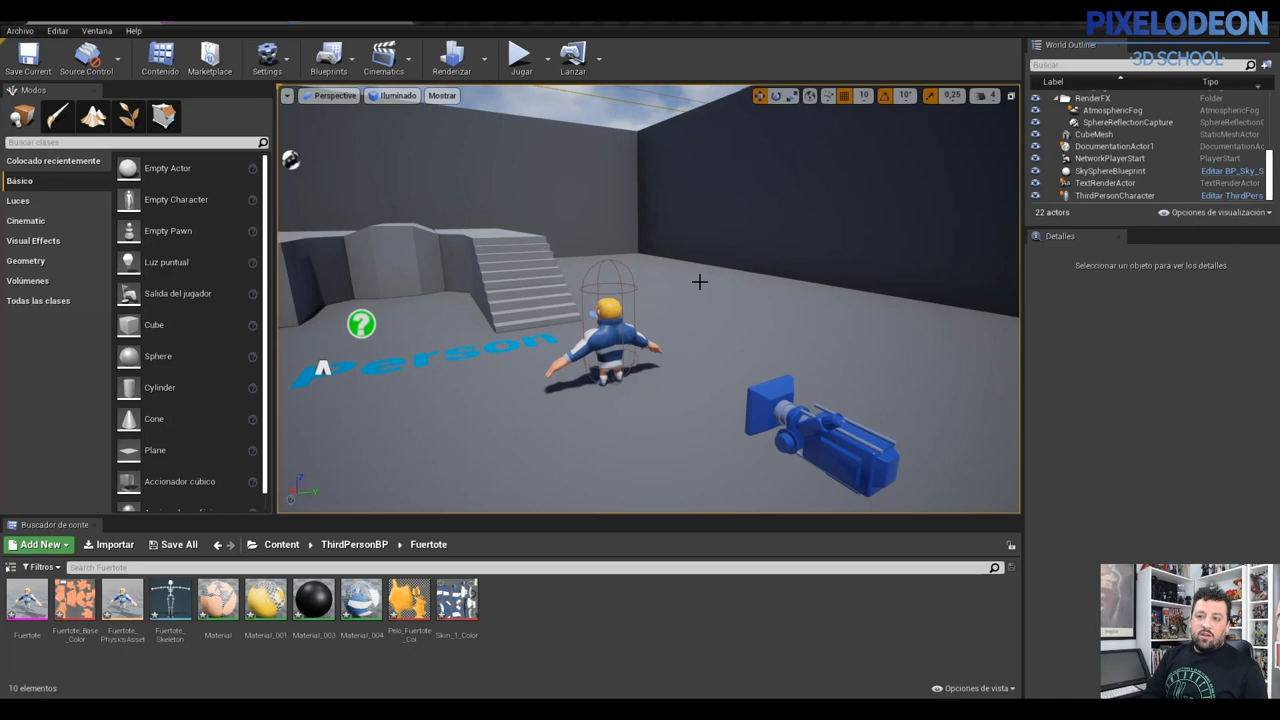 PIXELODEON
3D SCHOOL
Archivo Editar Ventana Help
Save Current Source Control Contenido Marketplace Settings Blueprints Cinematics Renderizar Jugar Lanzar
World Outliner
Buscar...
Label Tipo
RenderFX Folder
AtmosphericFog AtmosphericFog
SphereReflectionCapture SphereReflectionC
CubeMesh StaticMeshActor
DocumentationActor1 DocumentationAc
NetworkPlayerStart PlayerStart
SkySphereBlueprint Editar BP_Sky_S
TextRenderActor TextRenderActor
ThirdPersonCharacter Editar ThirdPers
22 actors Opciones de visualización
Detalles
Seleccionar un objeto para ver los detalles
Modos
Buscar clases
Colocado recientemente
Básico
Luces
Cinematic
Visual Effects
Geometry
Volúmenes
Todas las clases
Empty Actor
Empty Character
Empty Pawn
Luz puntual
Salida del jugador
Cube
Sphere
Cylinder
Cone
Plane
Accionador cúbico
Perspective Iluminado Mostrar
10 10° 0,25 4
?
Person
Z
Y
Buscador de conte
Add New Importar Save All Content ThirdPersonBP Fuertote
Filtros Search Fuertote
Fuertote
Fuertote_Base_Color
Fuertote_PhysicsAsset
Fuertote_Skeleton
Material
Material_001
Material_003
Material_004
Pelo_Fuertote_Col
Skin_1_Color
10 elementos Opciones de vista